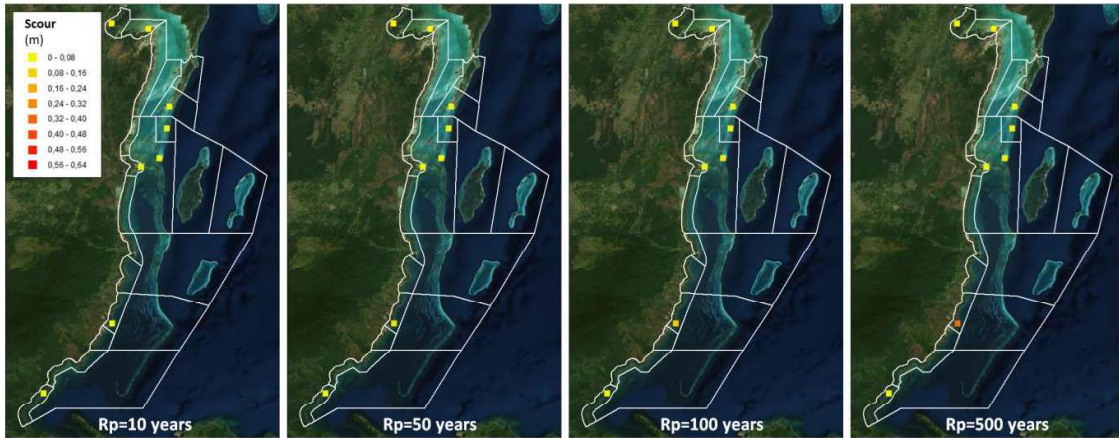 Scour
(m)
0 - 0,08
0,08 - 0,16
0,16 - 0,24
0,24 - 0,32
0,32 - 0,40
0,40 - 0,48
0,48 - 0,56
0,56 - 0,64
Rp=10 years
Rp=50 years
Rp=100 years
Rp=500 years